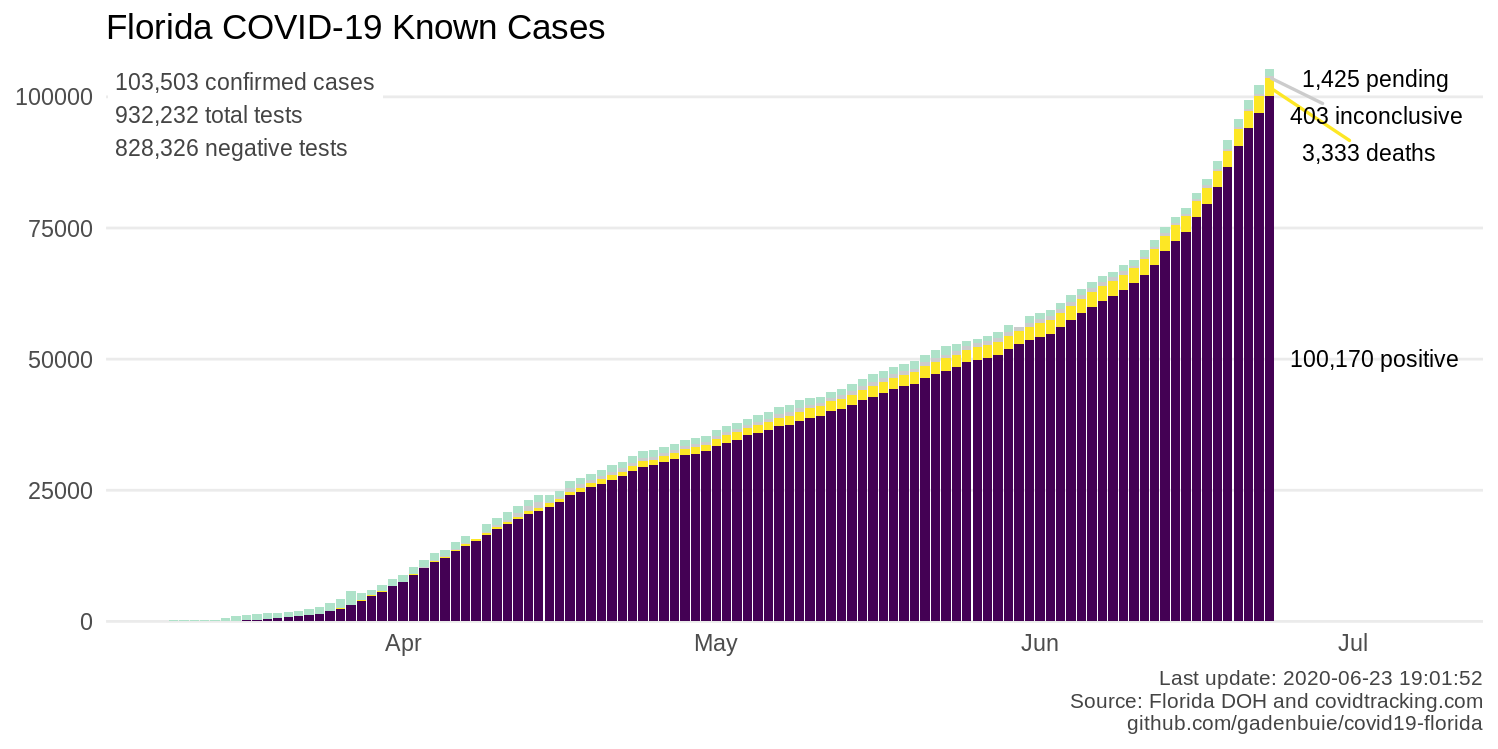 Florida COVID-19 Known Cases
103,503 confirmed cases
932,232 total tests
828,326 negative tests
1,425 pending
403 inconclusive
3,333 deaths
100,170 positive
100000
75000
50000
25000
0
Apr
May
Jun
Jul
Last update: 2020-06-23 19:01:52
Source: Florida DOH and covidtracking.com
github.com/gadenbuie/covid19-florida